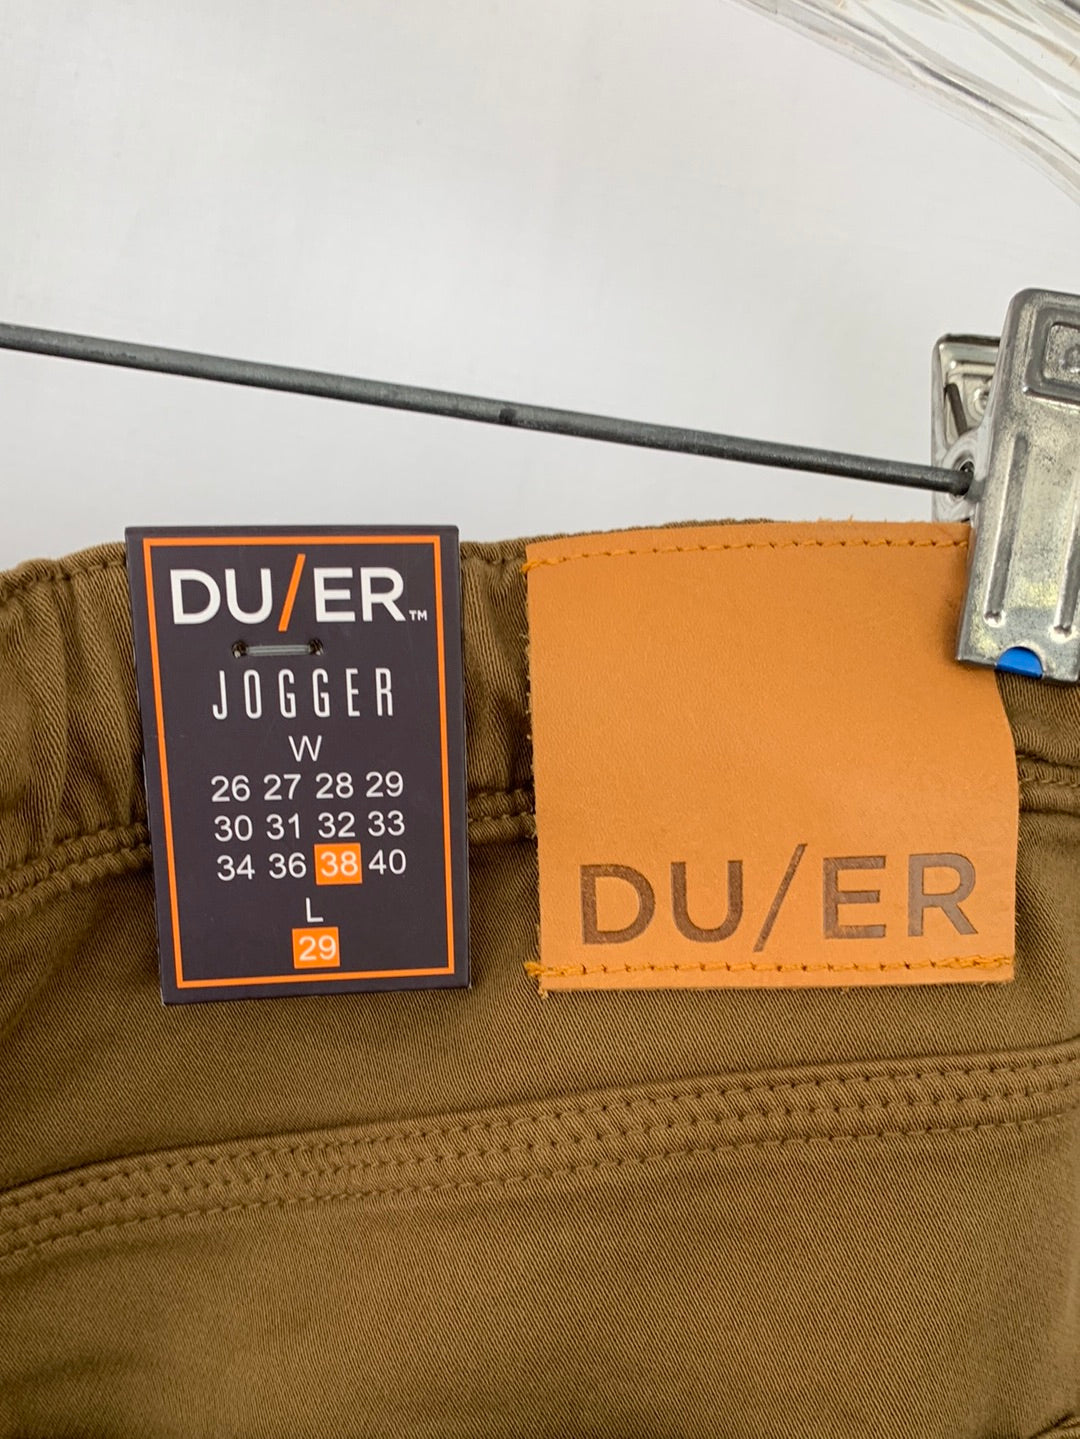 DU/ER™
JOGGER
W
26 27 28 29
30 31 32 33
34 36 38 40
L
29
DU/ER